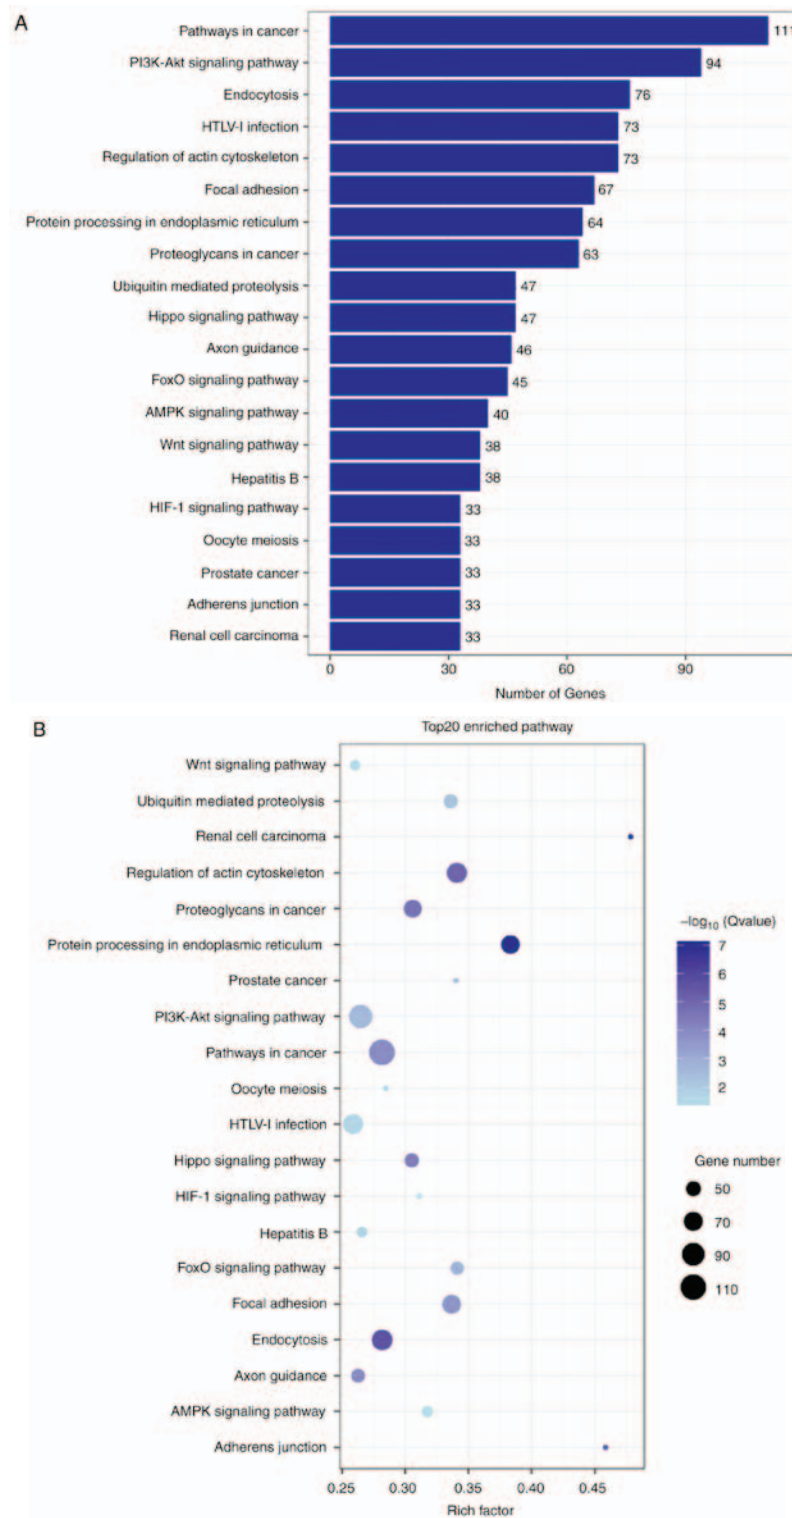 A
Pathways in cancer 111
PI3K-Akt signaling pathway 94
Endocytosis 76
HTLV-I infection 73
Regulation of actin cytoskeleton 73
Focal adhesion 67
Protein processing in endoplasmic reticulum 64
Proteoglycans in cancer 63
Ubiquitin mediated proteolysis 47
Hippo signaling pathway 47
Axon guidance 46
FoxO signaling pathway 45
AMPK signaling pathway 40
Wnt signaling pathway 38
Hepatitis B 38
HIF-1 signaling pathway 33
Oocyte meiosis 33
Prostate cancer 33
Adherens junction 33
Renal cell carcinoma 33
0 30 60 90
Number of Genes
B
Top20 enriched pathway
Wnt signaling pathway
Ubiquitin mediated proteolysis
Renal cell carcinoma
Regulation of actin cytoskeleton
Proteoglycans in cancer
Protein processing in endoplasmic reticulum
Prostate cancer
PI3K-Akt signaling pathway
Pathways in cancer
Oocyte meiosis
HTLV-I infection
Hippo signaling pathway
HIF-1 signaling pathway
Hepatitis B
FoxO signaling pathway
Focal adhesion
Endocytosis
Axon guidance
AMPK signaling pathway
Adherens junction
0.25 0.30 0.35 0.40 0.45
Rich factor
−log10 (Qvalue)
7
6
5
4
3
2
Gene number
50
70
90
110